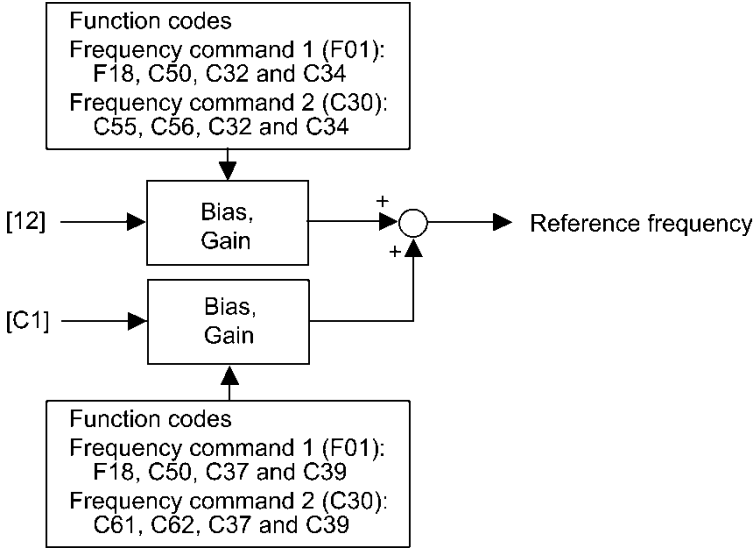 Function codes
Frequency command 1 (F01):
F18, C50, C32 and C34
Frequency command 2 (C30):
C55, C56, C32 and C34
[12]
Bias,
Gain
+
Reference frequency
+
[C1]
Bias,
Gain
Function codes
Frequency command 1 (F01):
F18, C50, C37 and C39
Frequency command 2 (C30):
C61, C62, C37 and C39